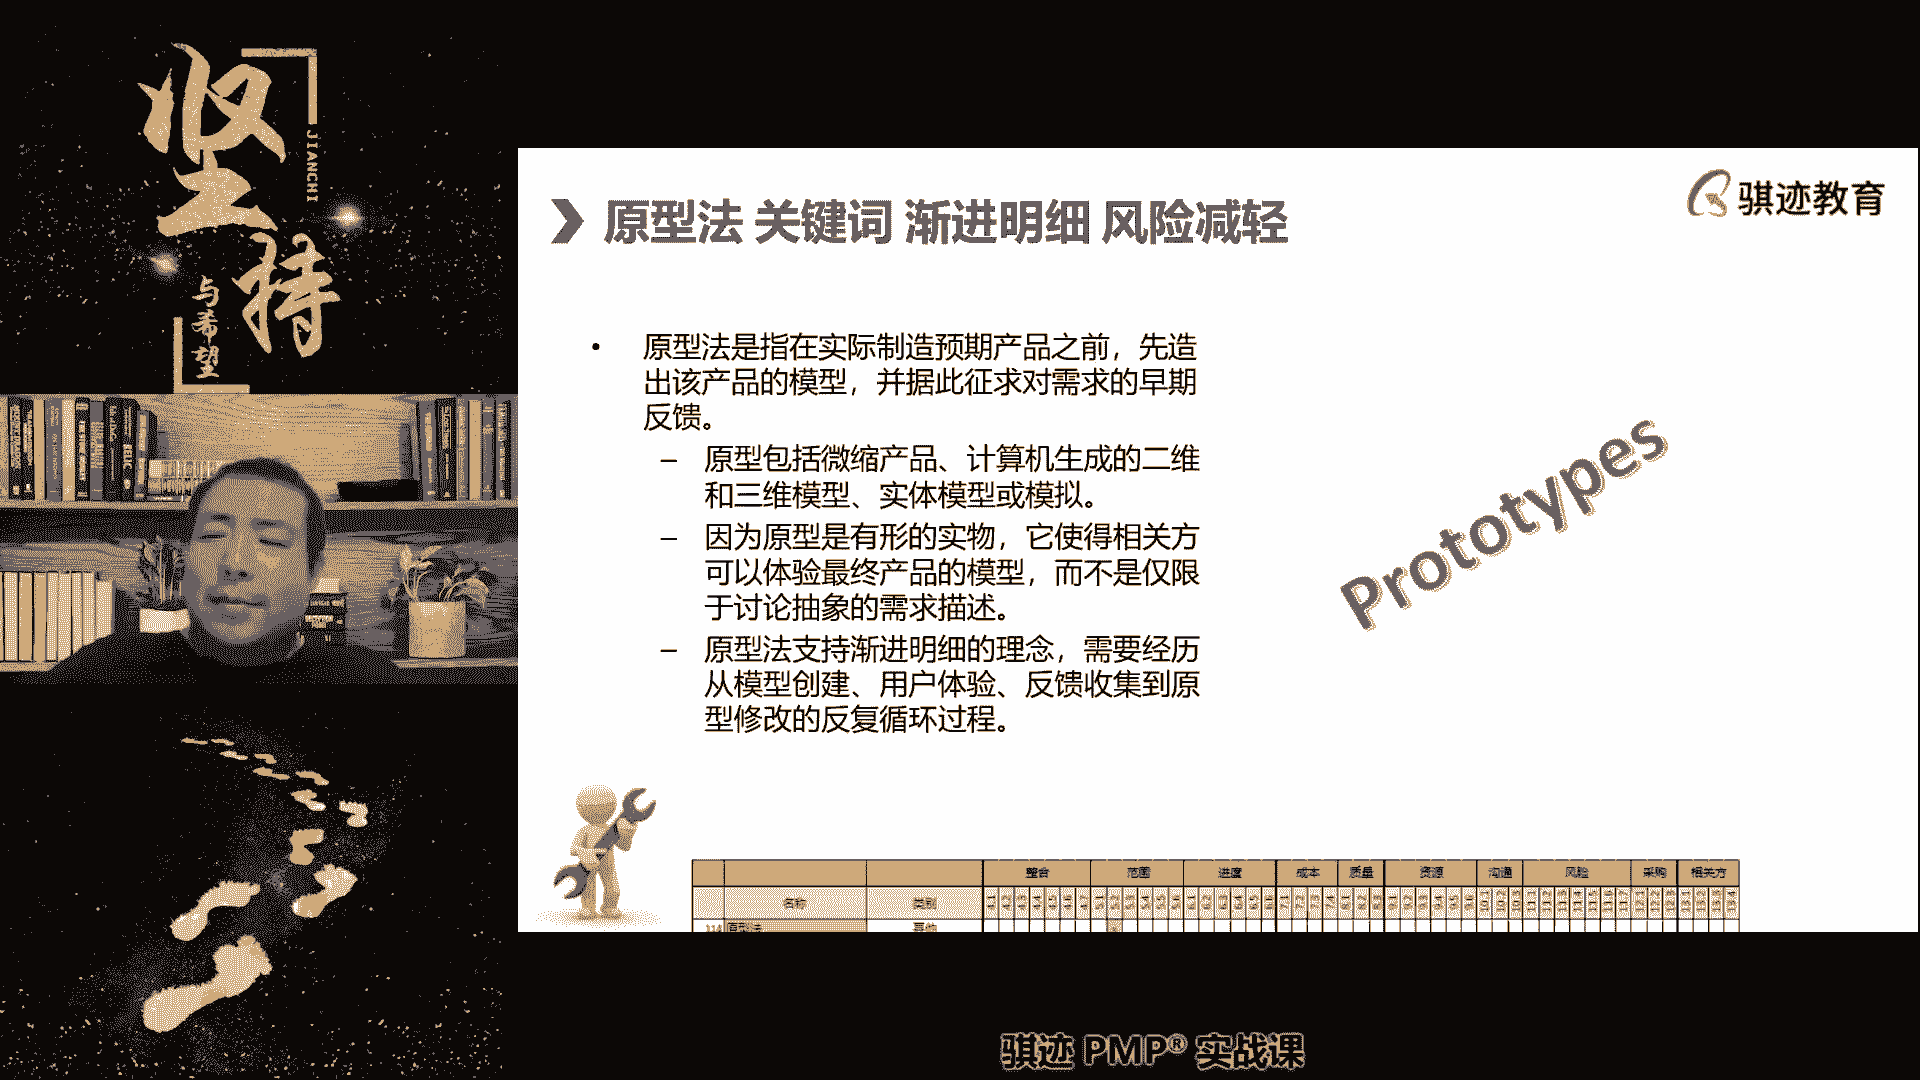 坚持
JIANCHI
与希望
骐迹教育
原型法 关键词 渐进明细 风险减轻
• 原型法是指在实际制造预期产品之前，先造
出该产品的模型，并据此征求对需求的早期
反馈。
– 原型包括微缩产品、计算机生成的二维
和三维模型、实体模型或模拟。
– 因为原型是有形的实物，它使得相关方
可以体验最终产品的模型，而不是仅限
于讨论抽象的需求描述。
– 原型法支持渐进明细的理念，需要经历
从模型创建、用户体验、反馈收集到原
型修改的反复循环过程。
Prototypes
整合 范围 进度 成本 质量 资源 沟通 风险 采购 相关方
名称 类别
114 原型法 其他
骐迹 PMP® 实战课